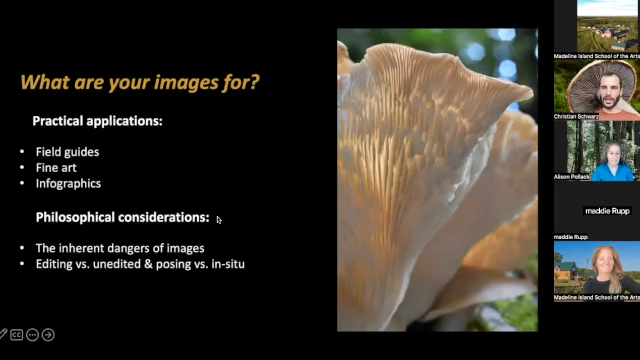 What are your images for?
Practical applications:
• Field guides
• Fine art
• Infographics
Philosophical considerations:
• The inherent dangers of images
• Editing vs. unedited & posing vs. in-situ
CC
Madeline Island School of the Arts
Christian Schwarz
Alison Pollack
maddie Rupp
maddie Rupp
Madeline Island School of the Arts